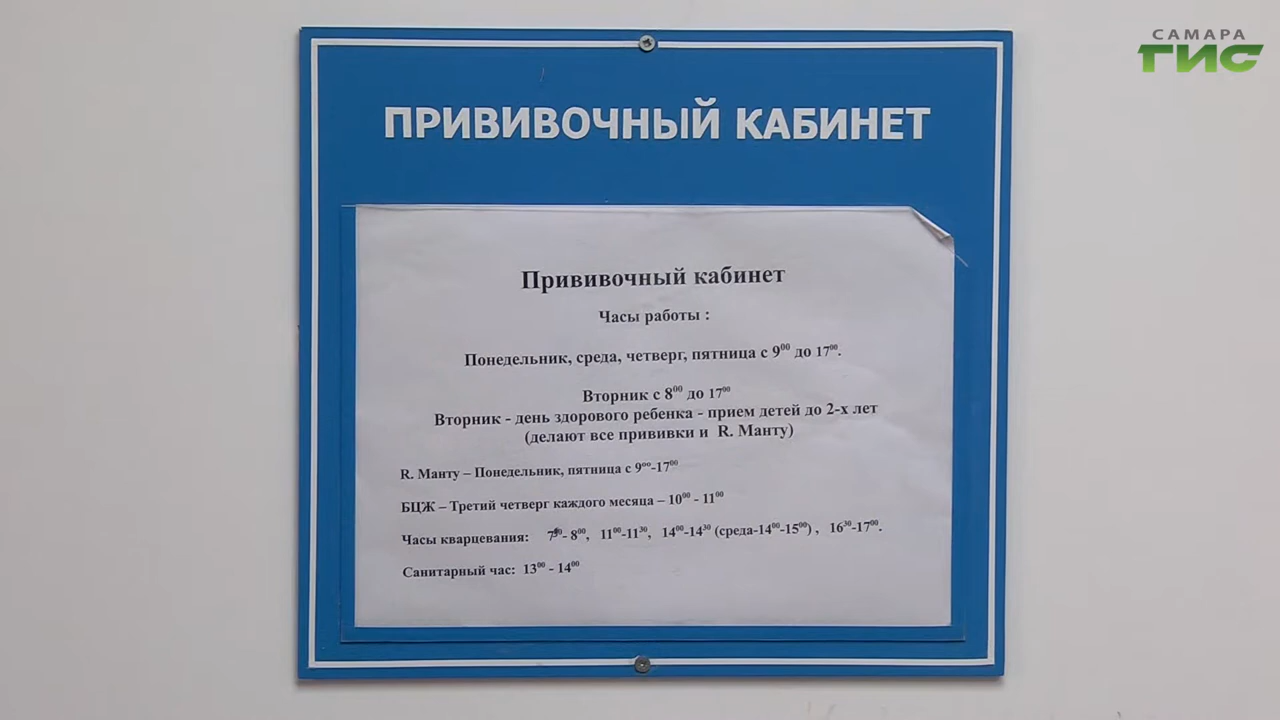 САМАРА
ГИС
ПРИВИВОЧНЫЙ КАБИНЕТ
Прививочный кабинет
Часы работы :
Понедельник, среда, четверг, пятница с 9⁰⁰ до 17⁰⁰.
Вторник с 8⁰⁰ до 17⁰⁰
Вторник - день здорового ребенка - прием детей до 2-х лет
(делают все прививки и R. Манту)
R. Манту – Понедельник, пятница с 9⁰⁰-17⁰⁰
БЦЖ – Третий четверг каждого месяца – 10⁰⁰ - 11⁰⁰
Часы кварцевания: 7³⁰- 8⁰⁰, 11⁰⁰-11³⁰, 14⁰⁰-14³⁰ (среда-14⁰⁰-15⁰⁰) , 16³⁰-17⁰⁰.
Санитарный час: 13⁰⁰ - 14⁰⁰